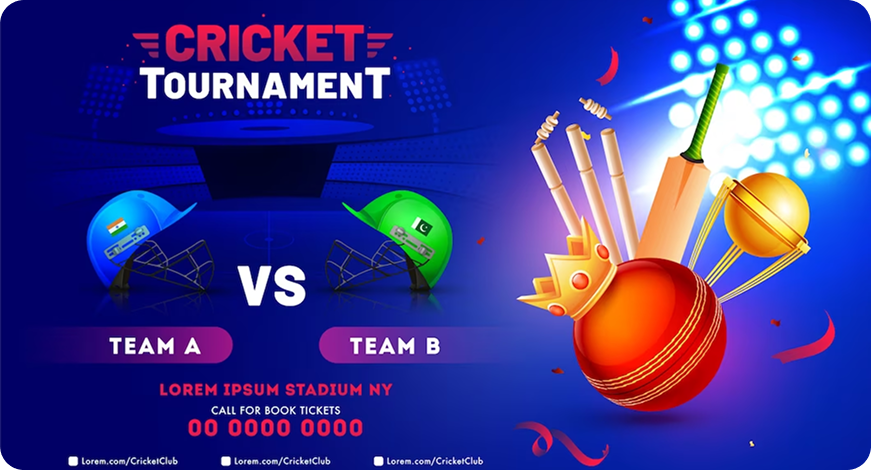 CRICKET
TOURNAMENT
VS
TEAM A
TEAM B
LOREM IPSUM STADIUM NY
CALL FOR BOOK TICKETS
00 0000 0000
Lorem.com/CricketClub Lorem.com/CricketClub Lorem.com/CricketClub